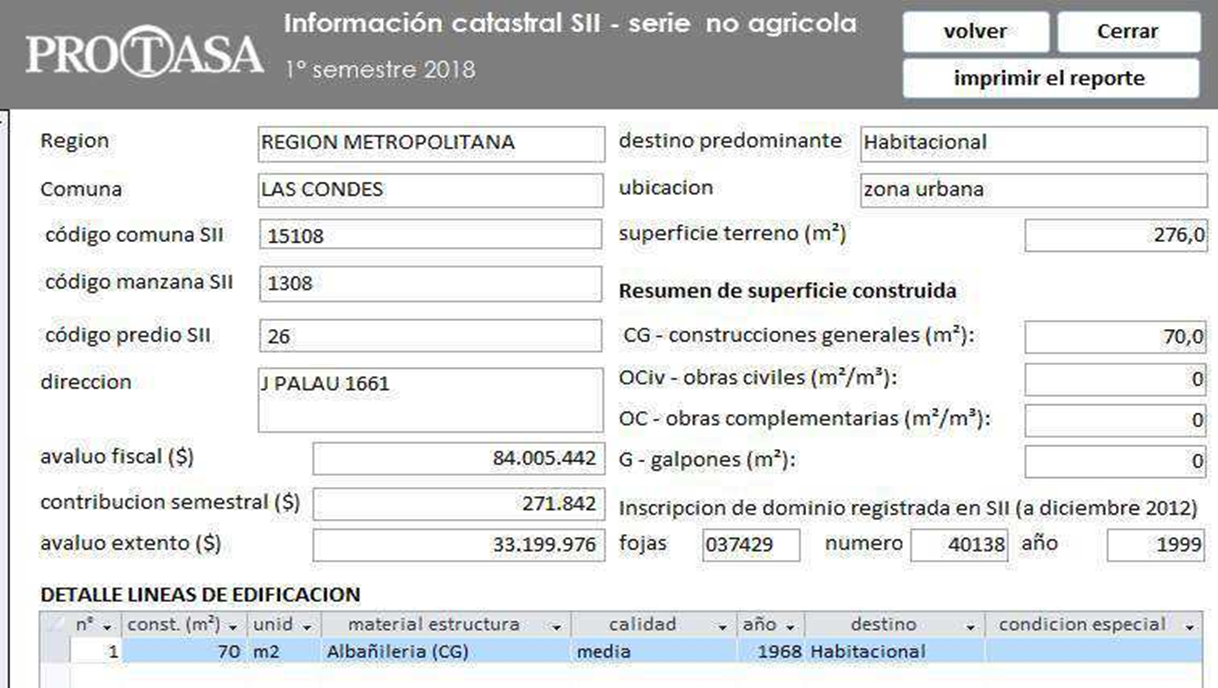 PROTASA
Información catastral SII - serie no agricola
1º semestre 2018
volver
Cerrar
imprimir el reporte
Region REGION METROPOLITANA
destino predominante Habitacional
Comuna LAS CONDES
ubicacion zona urbana
código comuna SII 15108
superficie terreno (m²) 276,0
código manzana SII 1308
Resumen de superficie construida
código predio SII 26
CG - construcciones generales (m²): 70,0
direccion J PALAU 1661
OCiv - obras civiles (m²/m³): 0
OC - obras complementarias (m²/m³): 0
avaluo fiscal ($) 84.005.442
G - galpones (m²): 0
contribucion semestral ($) 271.842
Inscripcion de dominio registrada en SII (a diciembre 2012)
avaluo extento ($) 33.199.976
fojas 037429 numero 40138 año 1999
DETALLE LINEAS DE EDIFICACION
n° const. (m²) unid material estructura calidad año destino condicion especial
1 70 m2 Albañileria (CG) media 1968 Habitacional